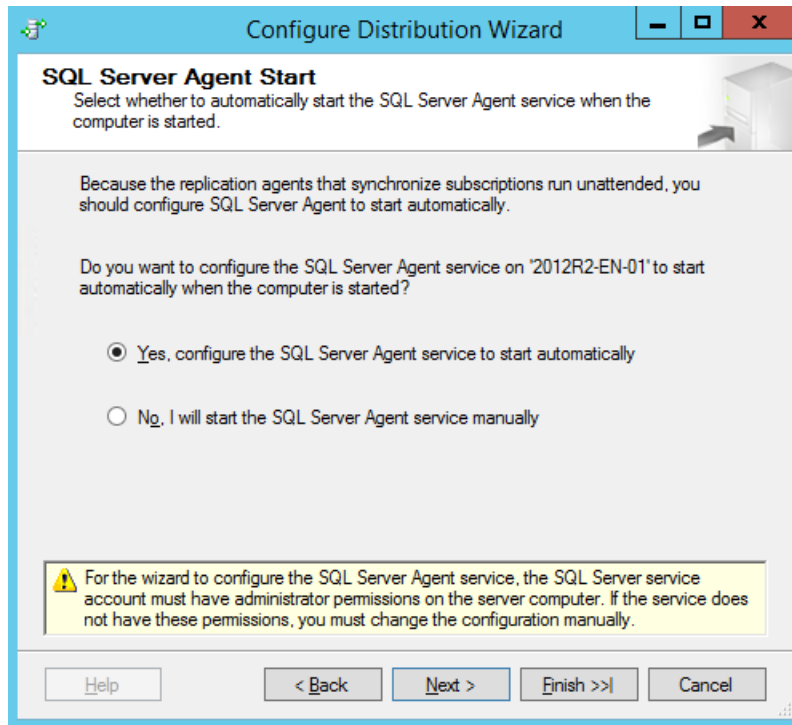 Configure Distribution Wizard
SQL Server Agent Start
Select whether to automatically start the SQL Server Agent service when the
computer is started.
Because the replication agents that synchronize subscriptions run unattended, you
should configure SQL Server Agent to start automatically.
Do you want to configure the SQL Server Agent service on '2012R2-EN-01' to start
automatically when the computer is started?
Yes, configure the SQL Server Agent service to start automatically
No, I will start the SQL Server Agent service manually
For the wizard to configure the SQL Server Agent service, the SQL Server service
account must have administrator permissions on the server computer. If the service does
not have these permissions, you must change the configuration manually.
Help < Back Next > Finish >>| Cancel